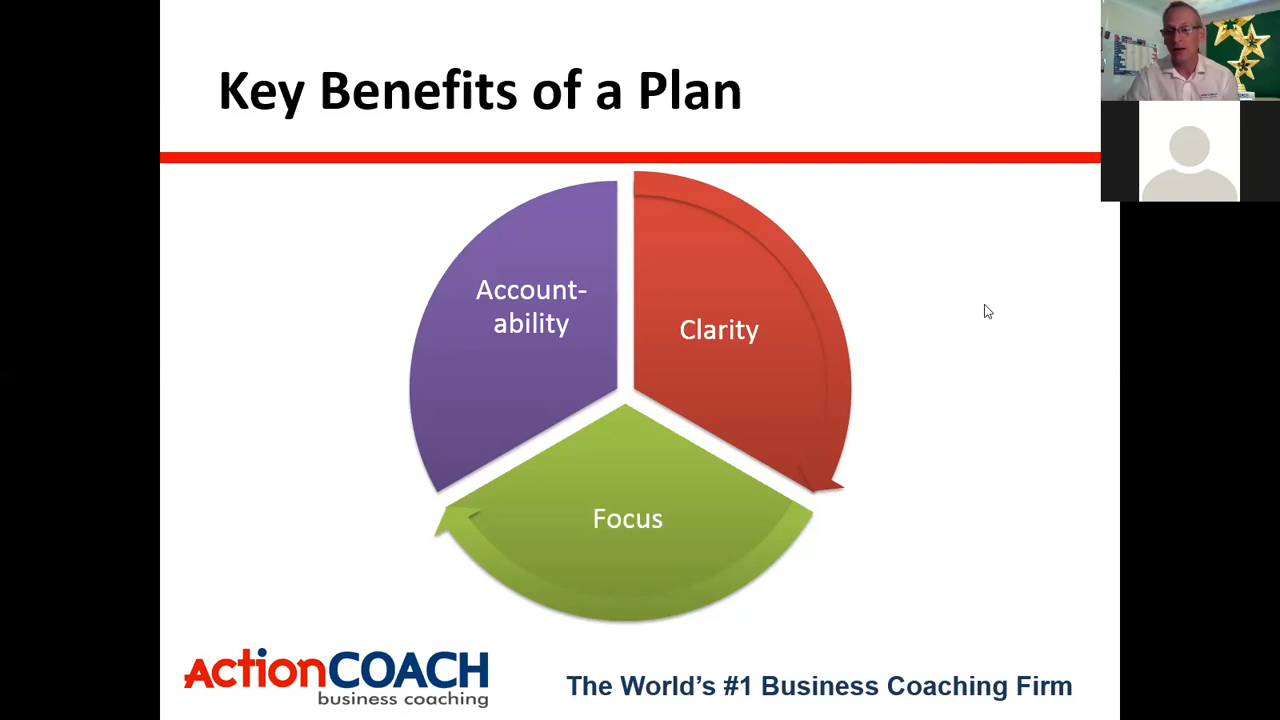 Key Benefits of a Plan
Account-
ability
Clarity
Focus
ActionCOACH
business coaching
The World's #1 Business Coaching Firm